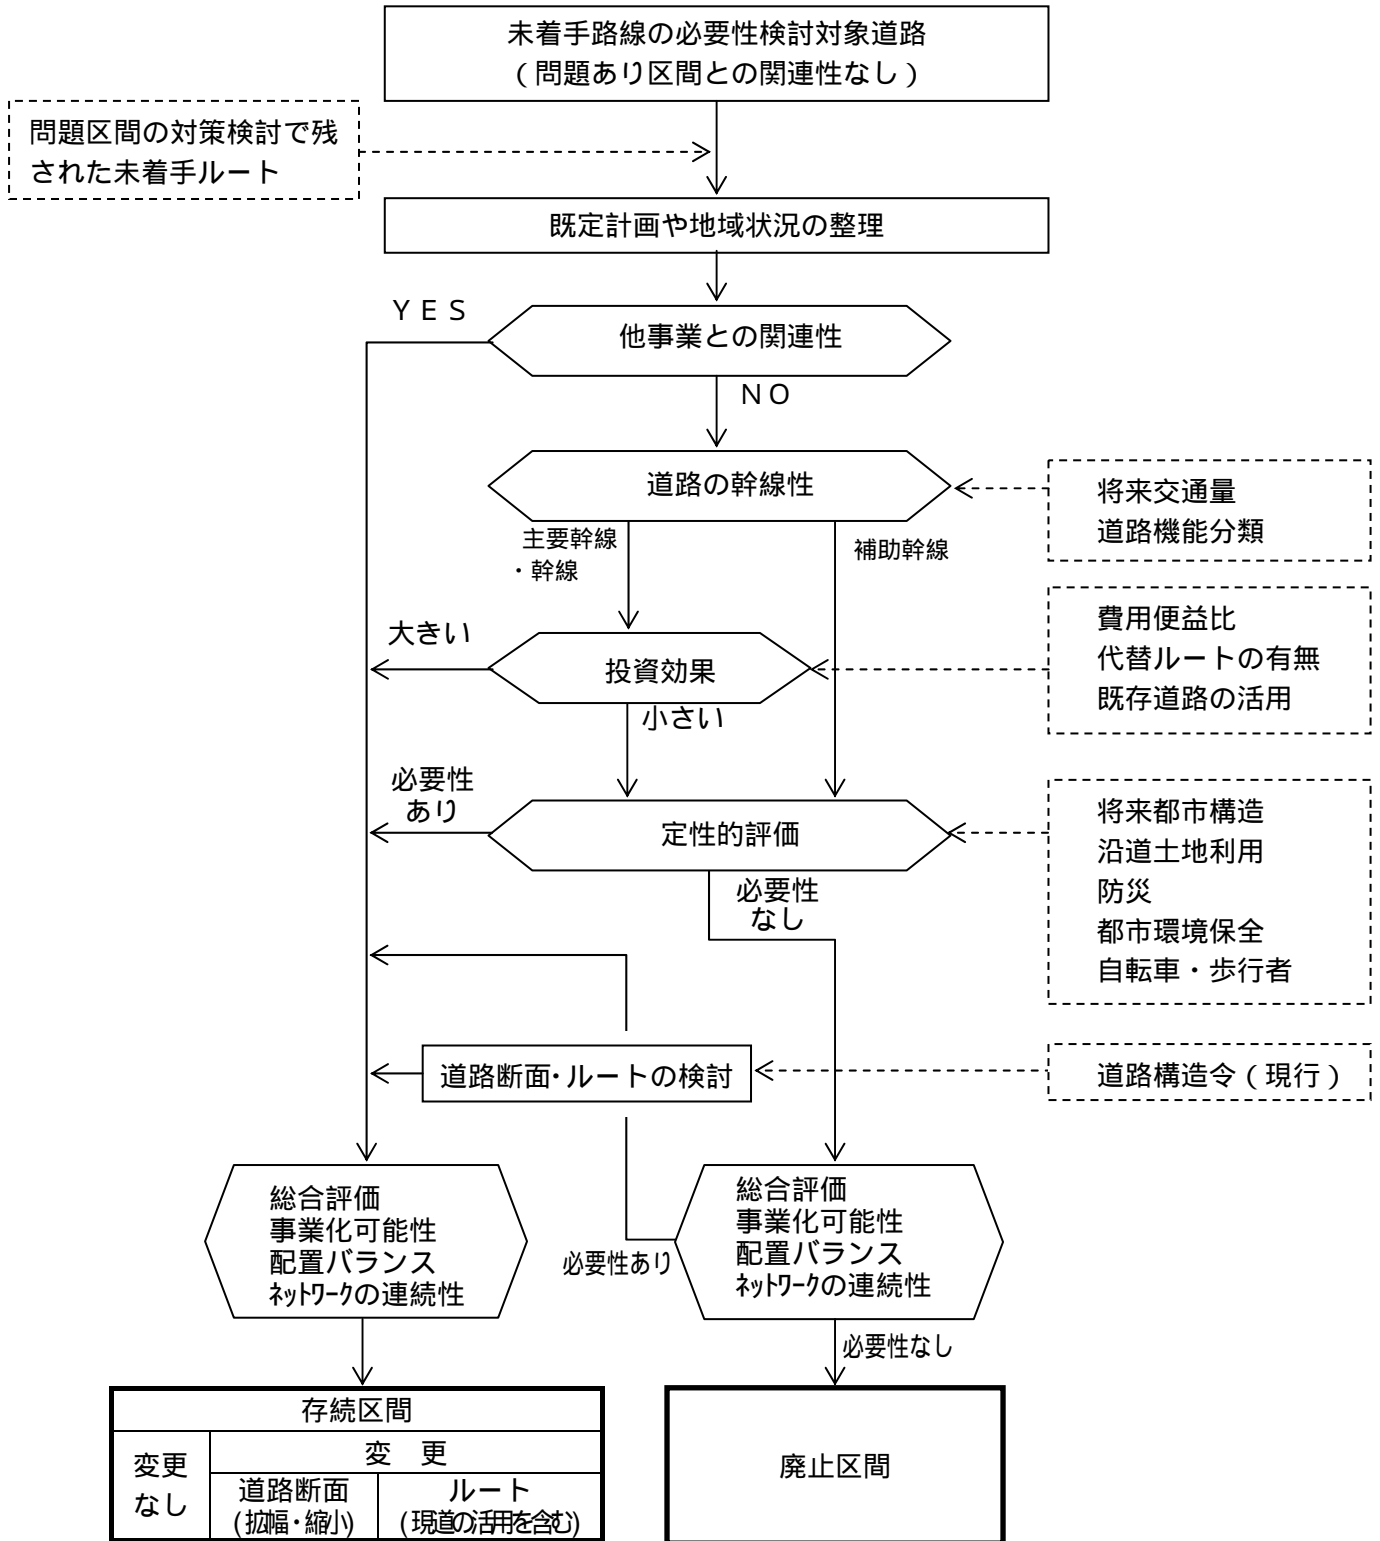 未着手路線の必要性検討対象道路
（問題あり区間との関連性なし）
問題区間の対策検討で残
された未着手ルート
既定計画や地域状況の整理
ＹＥＳ
他事業との関連性
ＮＯ
道路の幹線性
将来交通量
道路機能分類
主要幹線
・幹線
補助幹線
大きい
投資効果
費用便益比
代替ルートの有無
既存道路の活用
小さい
必要性
あり
定性的評価
将来都市構造
沿道土地利用
防災
都市環境保全
自転車・歩行者
必要性
なし
道路断面・ルートの検討
道路構造令（現行）
総合評価
事業化可能性
配置バランス
ﾈｯﾄﾜｰｸの連続性
必要性あり
総合評価
事業化可能性
配置バランス
ﾈｯﾄﾜｰｸの連続性
必要性なし
存続区間
変更
なし
変　更
道路断面
(拡幅・縮小)
ルート
(現道の活用を含む)
廃止区間